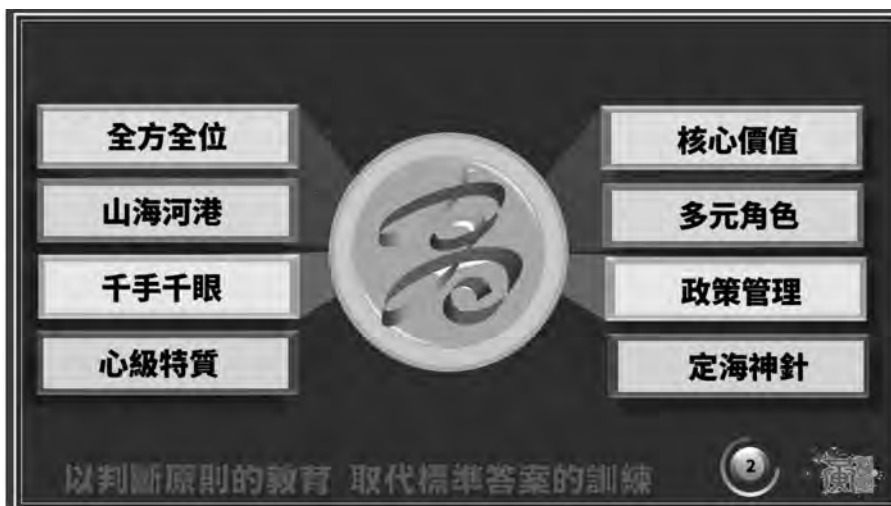 全方全位
山海河港
千手千眼
心級特質
高
核心價值
多元角色
政策管理
定海神針
以判斷原則的教育 取代標準答案的訓練
2